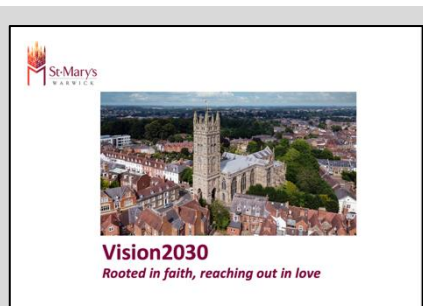 St·Mary's
WARWICK
Vision2030
Rooted in faith, reaching out in love